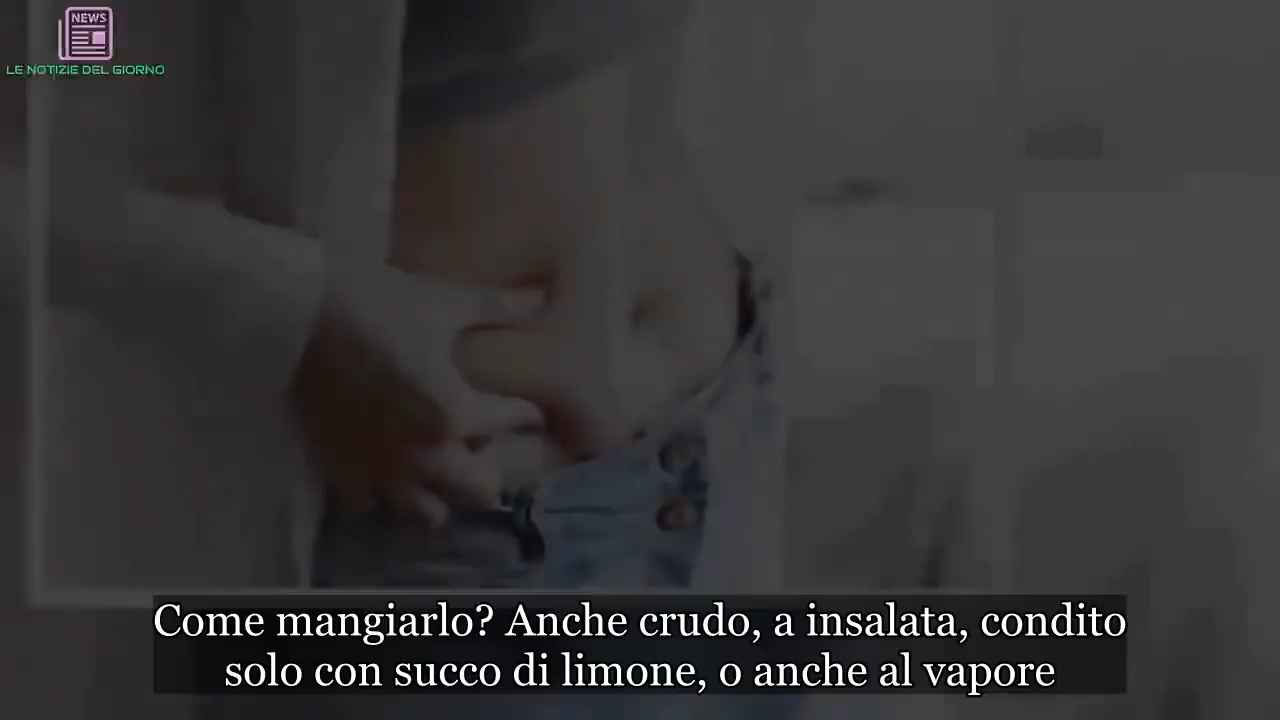 NEWS
LE NOTIZIE DEL GIORNO
Come mangiarlo? Anche crudo, a insalata, condito
solo con succo di limone, o anche al vapore